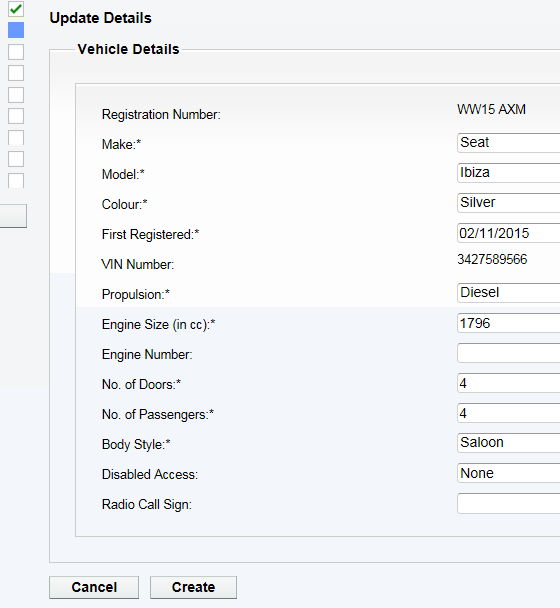 Update Details
Vehicle Details
Registration Number: WW15 AXM
Make:* Seat
Model:* Ibiza
Colour:* Silver
First Registered:* 02/11/2015
VIN Number: 3427589566
Propulsion:* Diesel
Engine Size (in cc):* 1796
Engine Number:
No. of Doors:* 4
No. of Passengers:* 4
Body Style:* Saloon
Disabled Access: None
Radio Call Sign:
Cancel Create